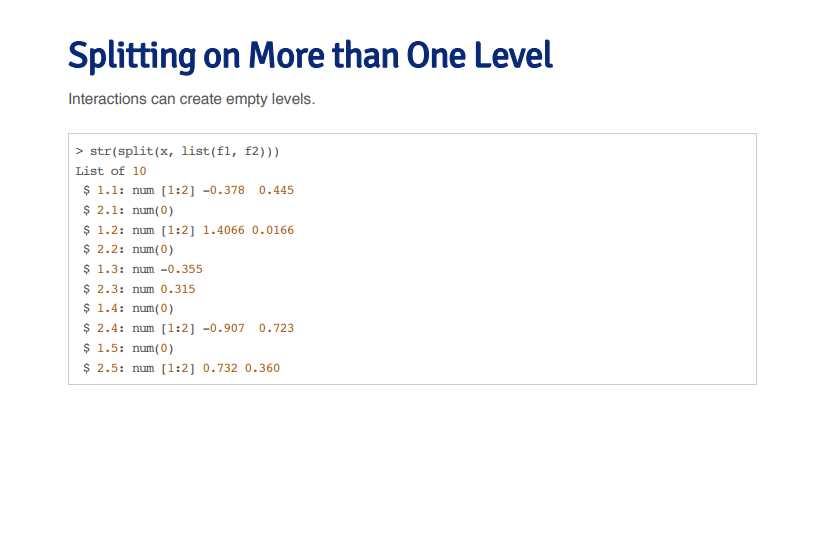 Splitting on More than One Level
Interactions can create empty levels.
> str(split(x, list(f1, f2)))
List of 10
 $ 1.1: num [1:2] -0.378  0.445
 $ 2.1: num(0)
 $ 1.2: num [1:2] 1.4066 0.0166
 $ 2.2: num(0)
 $ 1.3: num -0.355
 $ 2.3: num 0.315
 $ 1.4: num(0)
 $ 2.4: num [1:2] -0.907  0.723
 $ 1.5: num(0)
 $ 2.5: num [1:2] 0.732 0.360